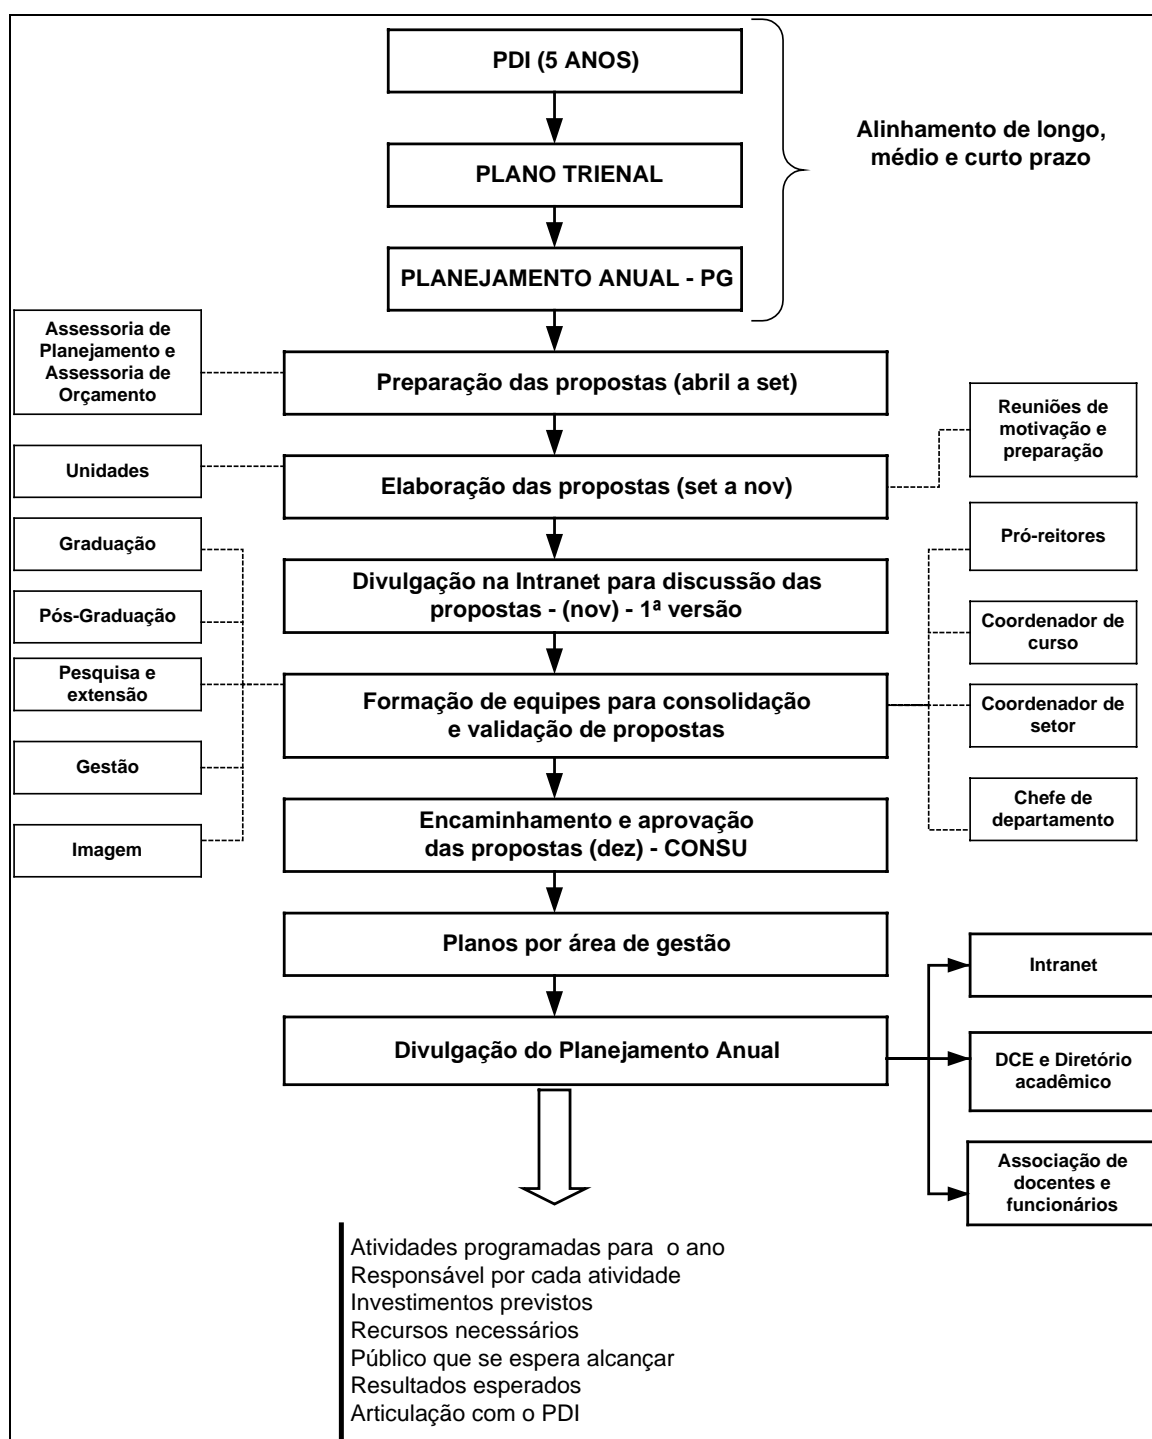 PDI (5 ANOS)
Alinhamento de longo,
médio e curto prazo
PLANO TRIENAL
PLANEJAMENTO ANUAL - PG
Assessoria de
Planejamento e
Assessoria de
Orçamento
Preparação das propostas (abril a set)
Reuniões de
motivação e
preparação
Unidades
Elaboração das propostas (set a nov)
Graduação
Pró-reitores
Divulgação na Intranet para discussão das
propostas - (nov) - 1ª versão
Pós-Graduação
Coordenador de
curso
Pesquisa e
extensão
Formação de equipes para consolidação
e validação de propostas
Coordenador de
setor
Gestão
Chefe de
departamento
Encaminhamento e aprovação
das propostas (dez) - CONSU
Imagem
Planos por área de gestão
Intranet
Divulgação do Planejamento Anual
DCE e Diretório
acadêmico
Associação de
docentes e
funcionários
Atividades programadas para  o ano
Responsável por cada atividade
Investimentos previstos
Recursos necessários
Público que se espera alcançar
Resultados esperados
Articulação com o PDI